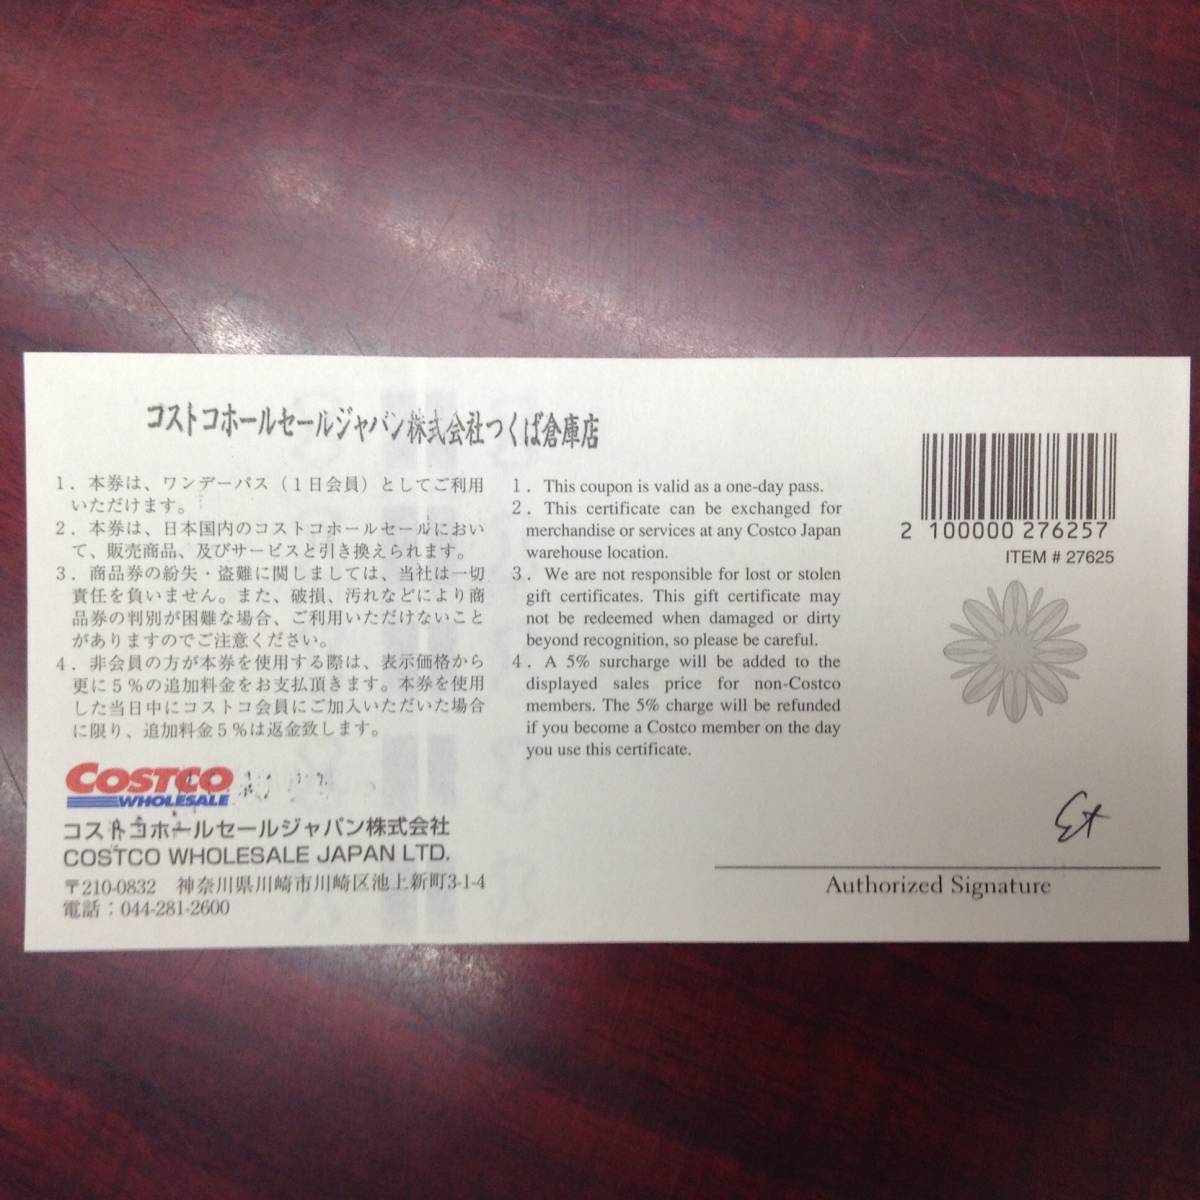 コストコホールセールジャパン株式会社つくば倉庫店
1．本券は、ワンデーパス（1日会員）としてご利用
いただけます。
2．本券は、日本国内のコストコホールセールにおい
て、販売商品、及びサービスと引き換えられます。
3．商品券の紛失・盗難に関しましては、当社は一切
責任を負いません。また、破損、汚れなどにより商
品券の判別が困難な場合、ご利用いただけないこと
がありますのでご注意ください。
4．非会員の方が本券を使用する際は、表示価格から
更に5％の追加料金をお支払頂きます。本券を使用
した当日中にコストコ会員にご加入いただいた場合
に限り、追加料金5％は返金致します。
1．This coupon is valid as a one-day pass.
2．This certificate can be exchanged for
merchandise or services at any Costco Japan
warehouse location.
3．We are not responsible for lost or stolen
gift certificates. This gift certificate may
not be redeemed when damaged or dirty
beyond recognition, so please be careful.
4．A 5% surcharge will be added to the
displayed sales price for non-Costco
members. The 5% charge will be refunded
if you become a Costco member on the day
you use this certificate.
2 100000 276257
ITEM # 27625
COSTCO
WHOLESALE
コストコホールセールジャパン株式会社
COSTCO WHOLESALE JAPAN LTD.
〒210-0832 神奈川県川崎市川崎区池上新町3-1-4
電話：044-281-2600
Authorized Signature